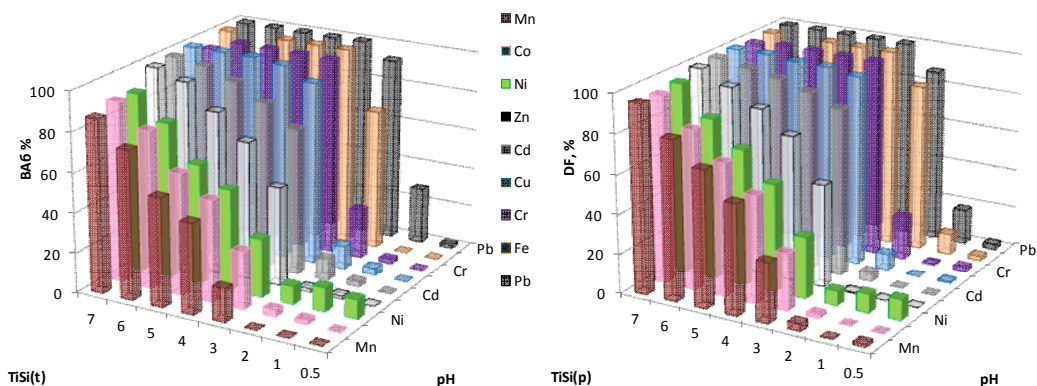 100
80
60
40
20
0
ВАб %
7
6
5
4
3
2
1
0.5
Pb
Cr
Cd
Ni
Mn
TiSi(t)
pH
Mn
Co
Ni
Zn
Cd
Cu
Cr
Fe
Pb
100
80
60
40
20
0
DF, %
7
6
5
4
3
2
1
0.5
Pb
Cr
Cd
Ni
Mn
TiSi(p)
pH